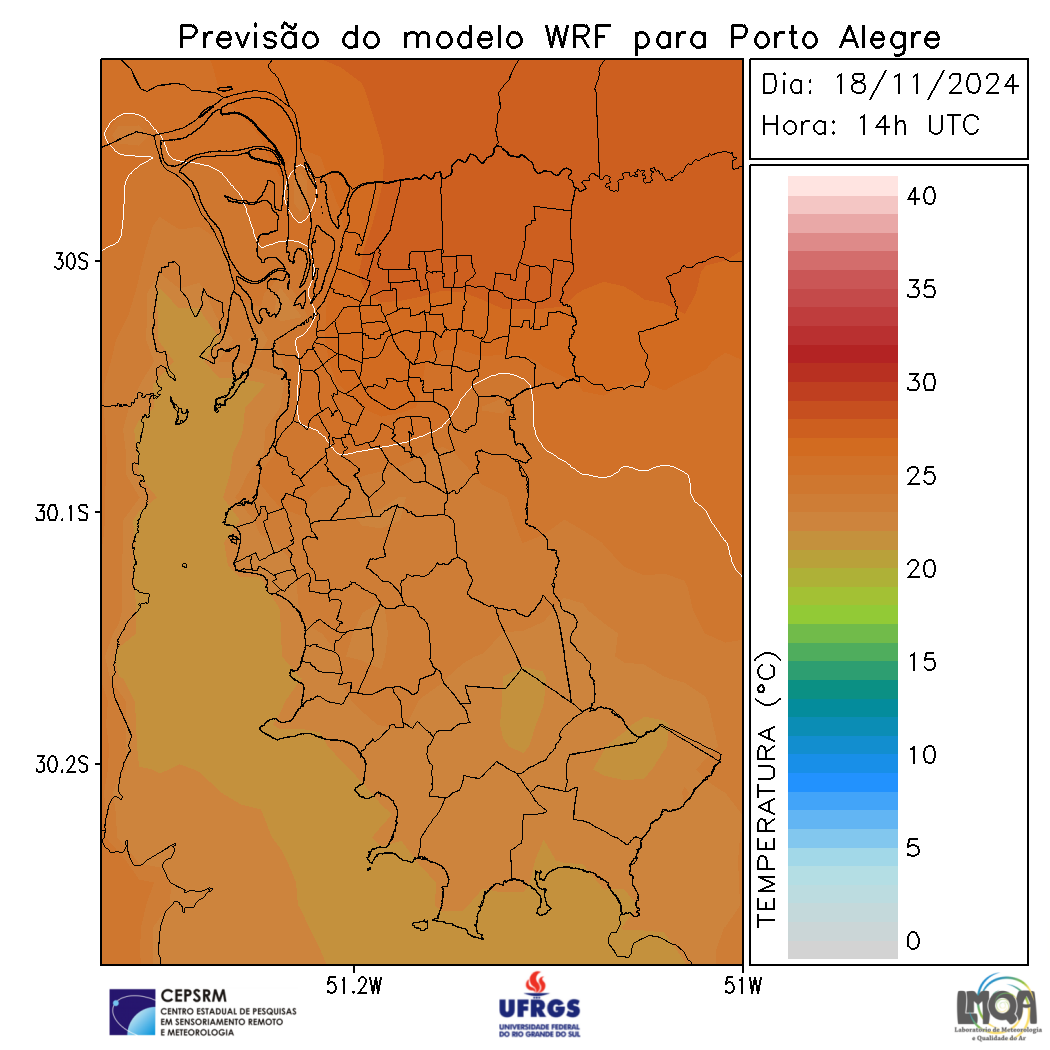 Previsão do modelo WRF para Porto Alegre
Dia: 18/11/2024
Hora: 14h UTC
40
35
30
25
20
15
10
5
0
TEMPERATURA (°C)
30S
30.1S
30.2S
51.2W
51W
CEPSRM
CENTRO ESTADUAL DE PESQUISAS
EM SENSORIAMENTO REMOTO
E METEOROLOGIA
UFRGS
UNIVERSIDADE FEDERAL
DO RIO GRANDE DO SUL
LMQA
Laboratório de Meteorologia
e Qualidade do Ar